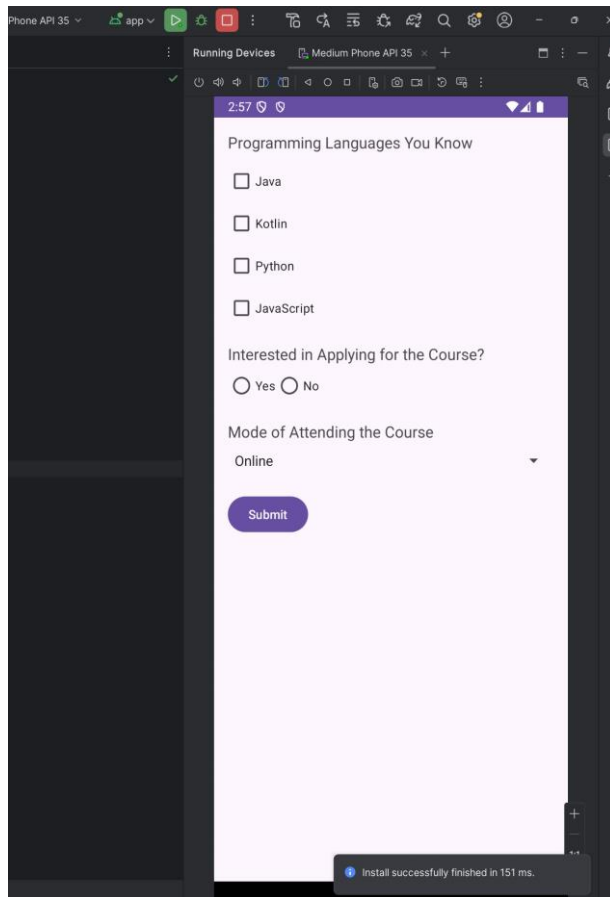 Phone API 35 app
Running Devices Medium Phone API 35
2:57
Programming Languages You Know
Java
Kotlin
Python
JavaScript
Interested in Applying for the Course?
Yes No
Mode of Attending the Course
Online
Submit
Install successfully finished in 151 ms.